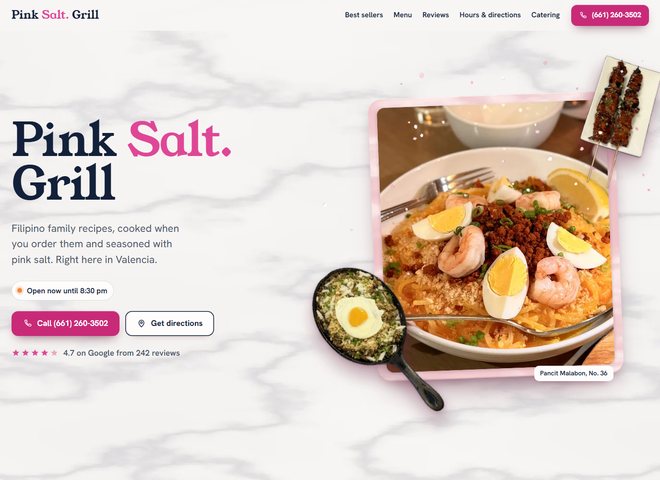 Pink Salt. Grill
Best sellers
Menu
Reviews
Hours & directions
Catering
(661) 260-3502
Pink Salt.
Grill
Filipino family recipes, cooked when
you order them and seasoned with
pink salt. Right here in Valencia.
Open now until 8:30 pm
Call (661) 260-3502
Get directions
4.7 on Google from 242 reviews
Pancit Malabon, No. 36